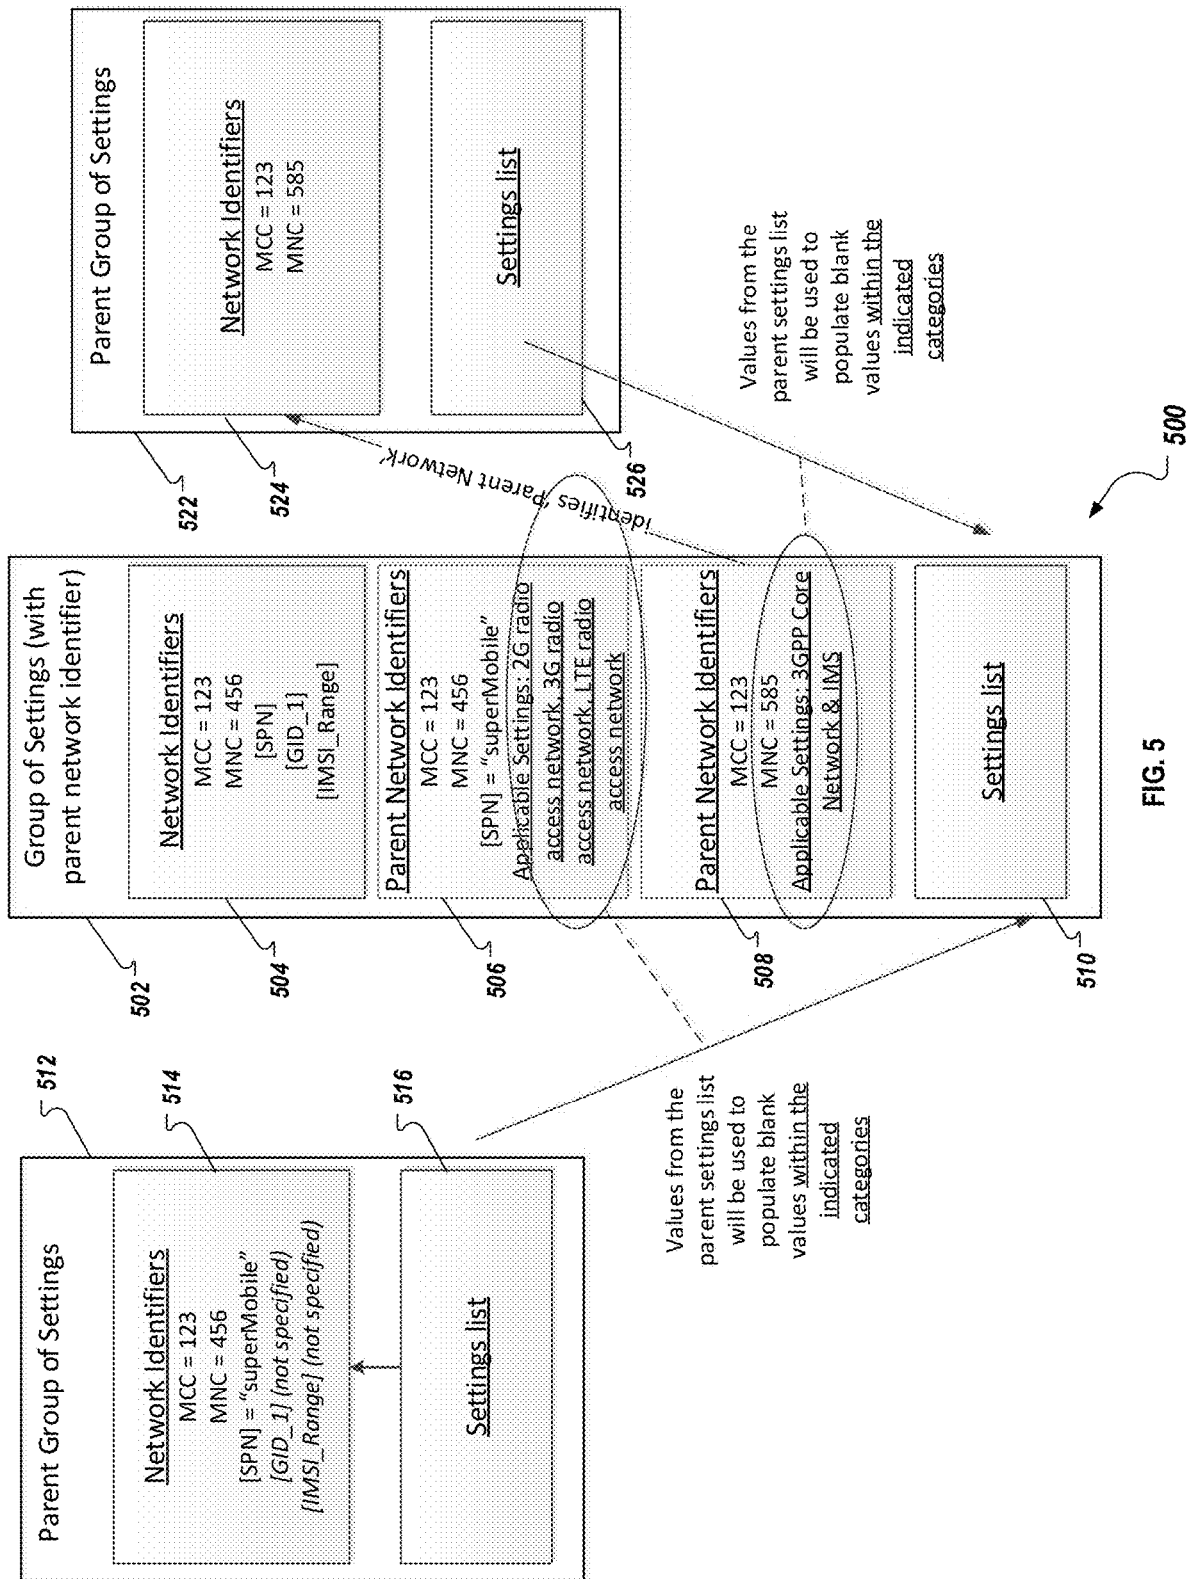 Parent Group of Settings
512
Network Identifiers
MCC = 123
MNC = 456
[SPN] = "superMobile"
[GID_1] (not specified)
[IMSI_Range] (not specified)
514
Settings list
516
Values from the
parent settings list
will be used to
populate blank
values within the
indicated
categories
Group of Settings (with
parent network identifier)
502
Network Identifiers
MCC = 123
MNC = 456
[SPN]
[GID_1]
[IMSI_Range]
504
Parent Network Identifiers
MCC = 123
MNC = 456
[SPN] = "superMobile"
Applicable Settings: 2G radio
access network, 3G radio
access network, LTE radio
access network
506
Parent Network Identifiers
MCC = 123
MNC = 585
Applicable Settings: 3GPP Core
Network & IMS
508
Settings list
510
identifies 'Parent Network'
Parent Group of Settings
522
Network Identifiers
MCC = 123
MNC = 585
524
Settings list
526
Values from the
parent settings list
will be used to
populate blank
values within the
indicated
categories
500
FIG. 5